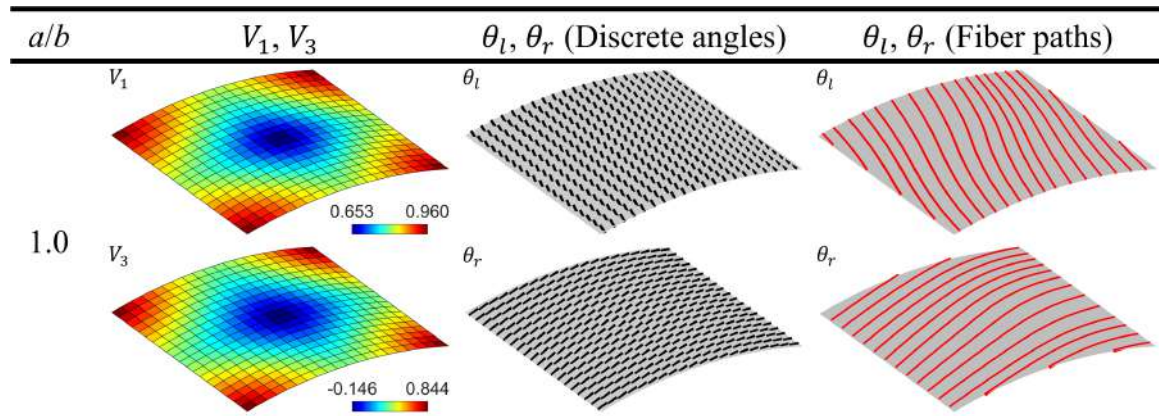 a/b V₁, V₃ θₗ, θᵣ (Discrete angles) θₗ, θᵣ (Fiber paths)
V₁ θₗ θₗ
0.653 0.960
1.0
V₃ θᵣ θᵣ
-0.146 0.844